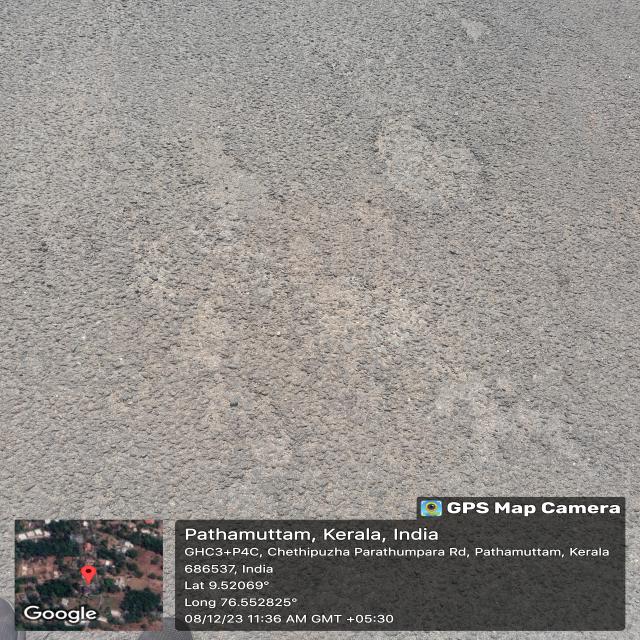 GPS Map Camera
Pathamuttam, Kerala, India
GHC3+P4C, Chethipuzha Parathumpara Rd, Pathamuttam, Kerala
686537, India
Lat 9.52069°
Long 76.552825°
08/12/23 11:36 AM GMT +05:30
Google